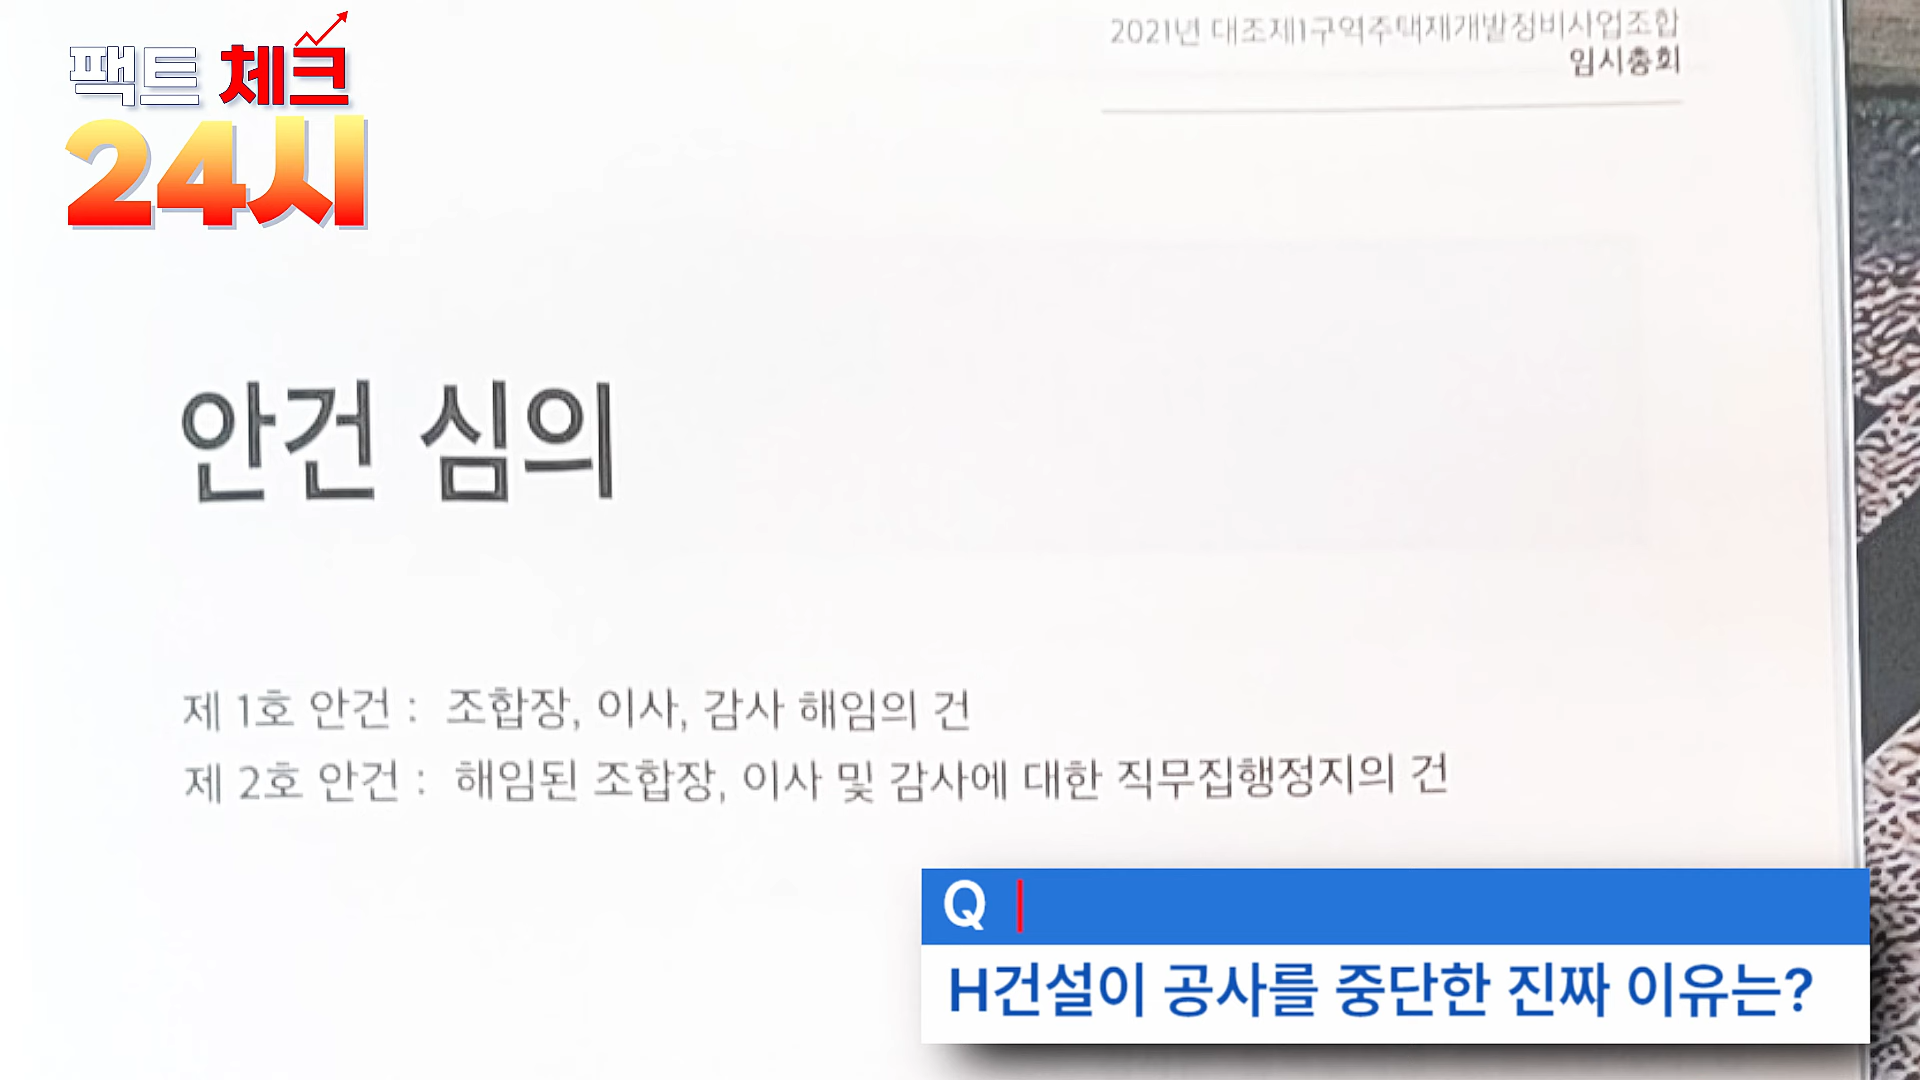 팩트 체크
24시
2021년 대조제1구역주택재개발정비사업조합
임시총회
안건 심의
제 1호 안건 : 조합장, 이사, 감사 해임의 건
제 2호 안건 : 해임된 조합장, 이사 및 감사에 대한 직무집행정지의 건
Q
H건설이 공사를 중단한 진짜 이유는?